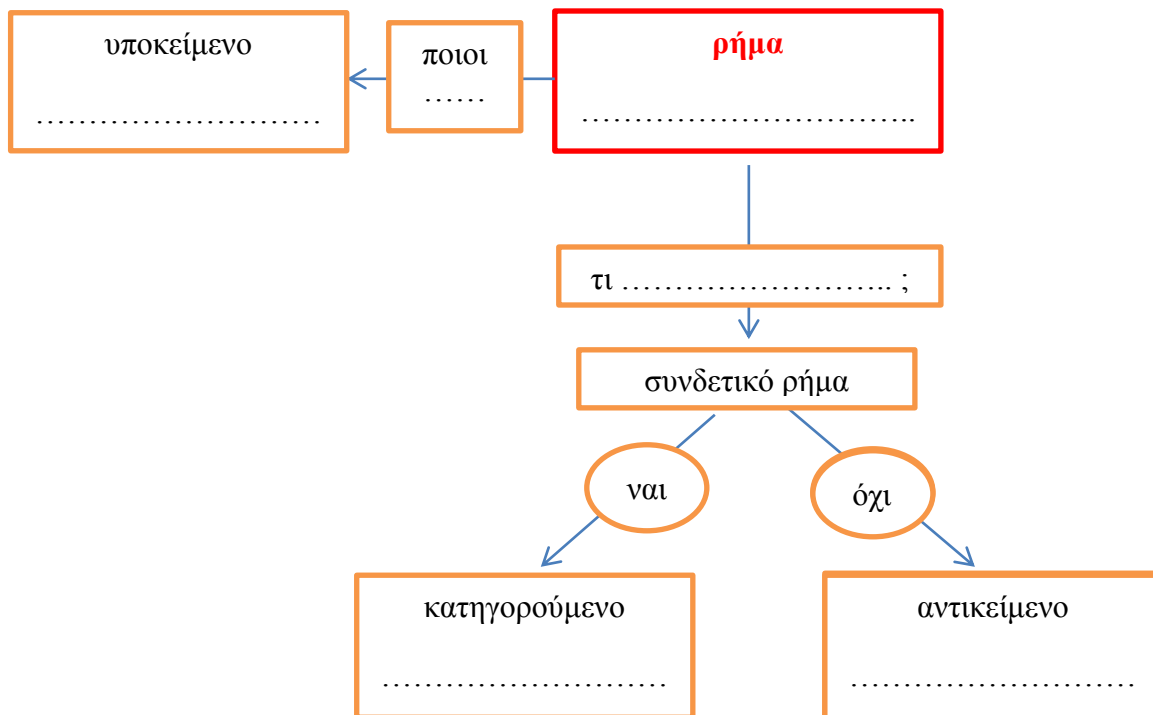 υποκείμενο
………………………
ποιοι
……
ρήμα
…………………………..
τι …………………….. ;
συνδετικό ρήμα
ναι
όχι
κατηγορούμενο
………………………
αντικείμενο
………………………